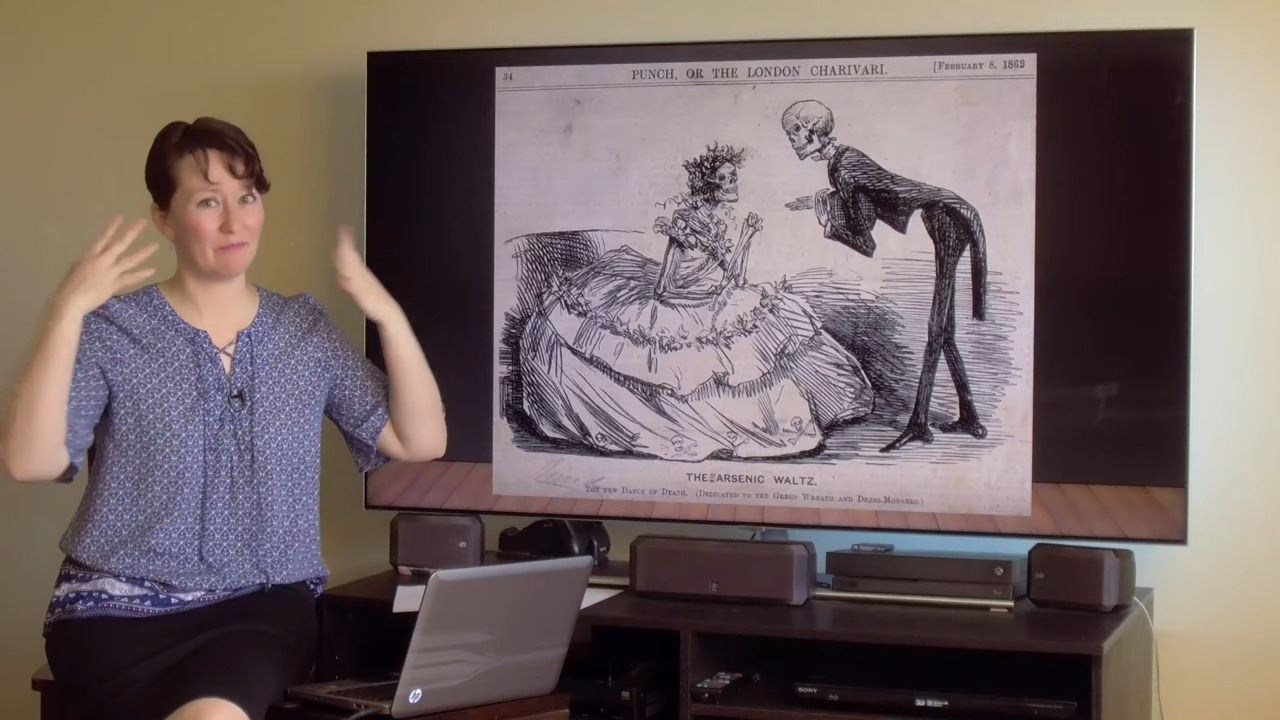 54 PUNCH, OR THE LONDON CHARIVARI. [FEBRUARY 8, 1862
THE ARSENIC WALTZ.
THE NEW DANCE OF DEATH. (DEDICATED TO THE GREEN WREATH AND DRESS-MONGERS.)
hp
SONY